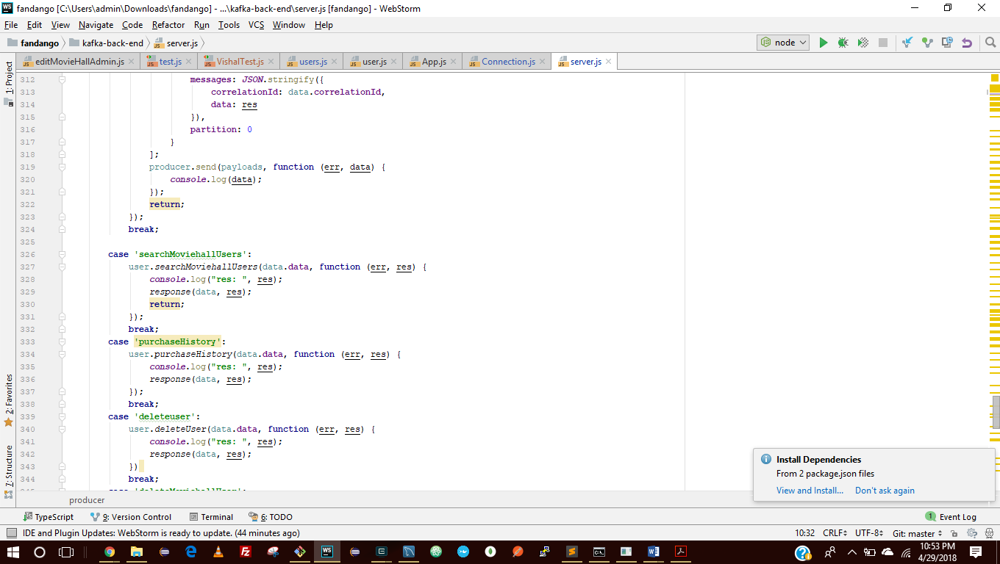 fandango [C:\Users\admin\Downloads\fandango] - ...\kafka-back-end\server.js [fandango] - WebStorm
File Edit View Navigate Code Refactor Run Tools VCS Window Help
fandango kafka-back-end server.js node
editMovieHallAdmin.js test.js VishalTest.js users.js user.js App.js Connection.js server.js
1: Project
2: Favorites
7: Structure
312 messages: JSON.stringify({
313 correlationId: data.correlationId,
314 data: res
315 }),
316 partition: 0
317 }
318 ];
319 producer.send(payloads, function (err, data) {
320 console.log(data);
321 });
322 return;
323 });
324 break;
325
326 case 'searchMoviehallUsers':
327 user.searchMoviehallUsers(data.data, function (err, res) {
328 console.log("res: ", res);
329 response(data, res);
330 return;
331 });
332 break;
333 case 'purchaseHistory':
334 user.purchaseHistory(data.data, function (err, res) {
335 console.log("res: ", res);
336 response(data, res);
337 });
338 break;
339 case 'deleteuser':
340 user.deleteUser(data.data, function (err, res) {
341 console.log("res: ", res);
342 response(data, res);
343 })
344 break;
producer
Install Dependencies
From 2 package.json files
View and Install... Don't ask again
TypeScript 9: Version Control Terminal 6: TODO 1 Event Log
IDE and Plugin Updates: WebStorm is ready to update. (44 minutes ago) 10:32 CRLF UTF-8 Git: master
10:53 PM
4/29/2018